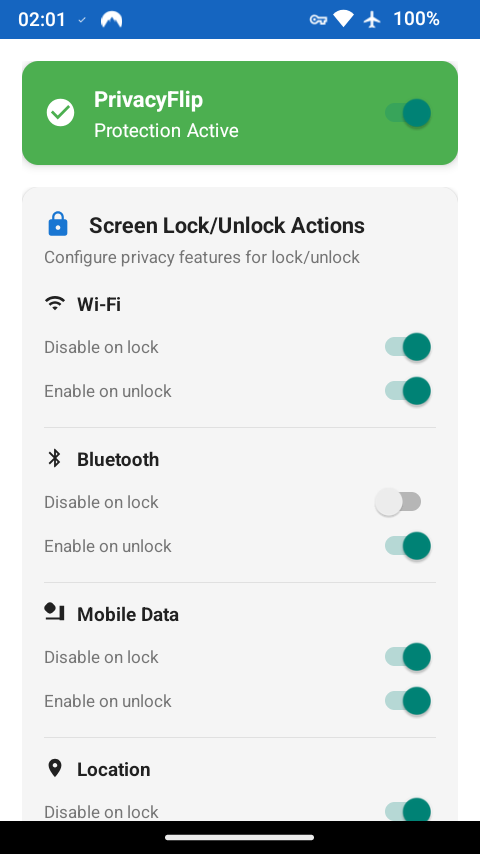 02:01 100%
PrivacyFlip
Protection Active
Screen Lock/Unlock Actions
Configure privacy features for lock/unlock
Wi-Fi
Disable on lock
Enable on unlock
Bluetooth
Disable on lock
Enable on unlock
Mobile Data
Disable on lock
Enable on unlock
Location
Disable on lock